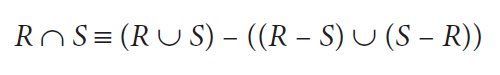 R ∩ S ≡ (R ∪ S) – ((R – S) ∪ (S – R))